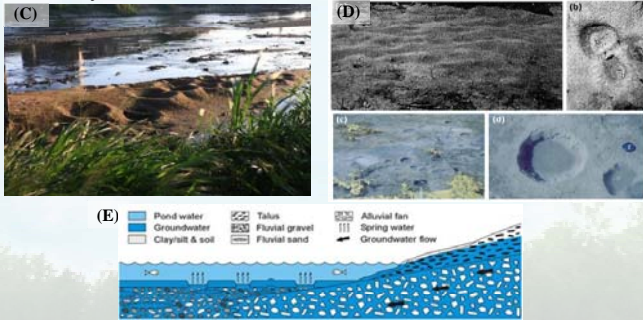 (C)
(D)
(b)
(c)
(d)
(E)
Pond water
Groundwater
Clay/silt & soil
Talus
Fluvial gravel
Fluvial sand
Alluvial fan
Spring water
Groundwater flow